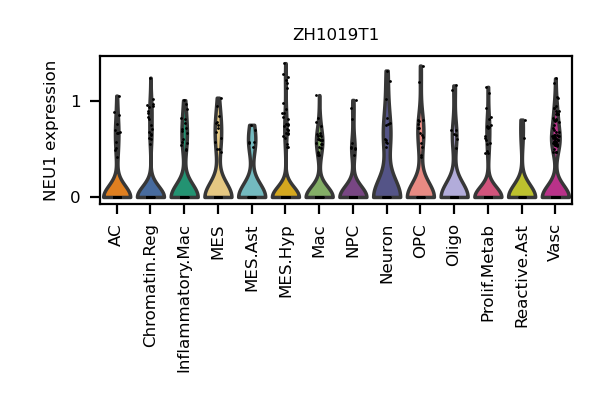 ZH1019T1
NEU1 expression
1
0
AC
Chromatin.Reg
Inflammatory.Mac
MES
MES.Ast
MES.Hyp
Mac
NPC
Neuron
OPC
Oligo
Prolif.Metab
Reactive.Ast
Vasc